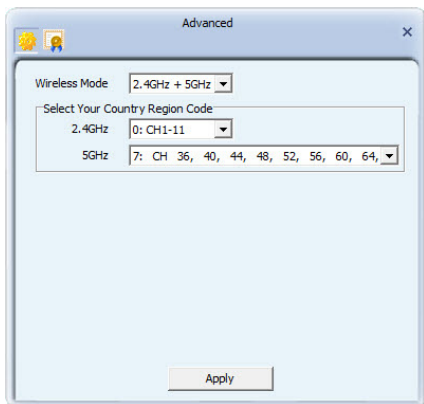 Advanced
Wireless Mode 2.4GHz + 5GHz
Select Your Country Region Code
2.4GHz 0: CH1-11
5GHz 7: CH 36, 40, 44, 48, 52, 56, 60, 64,
Apply